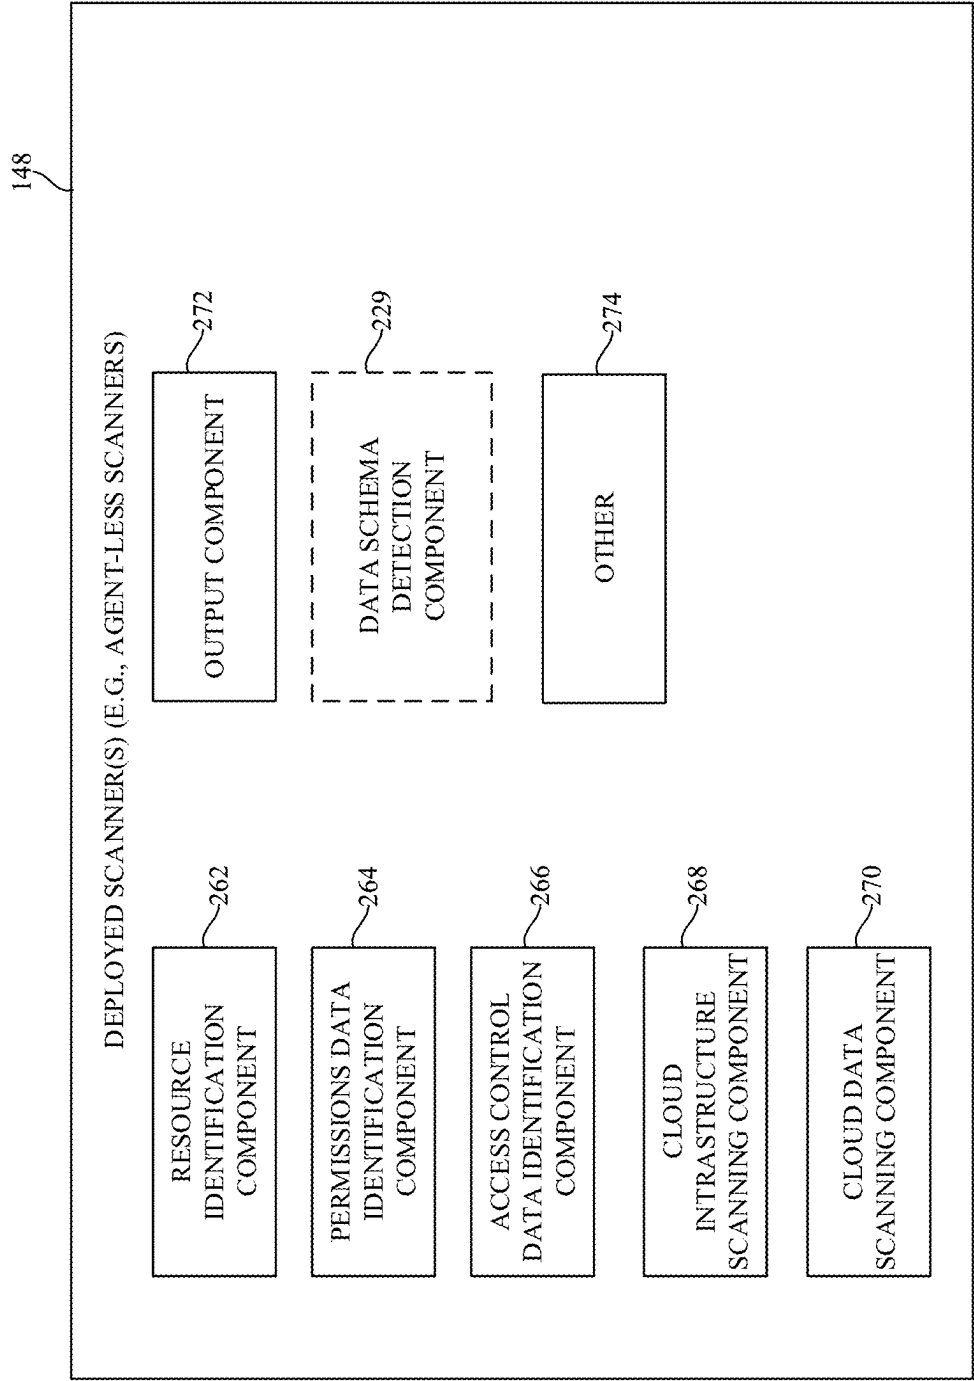 148
DEPLOYED SCANNER(S) (E.G., AGENT-LESS SCANNERS)
RESOURCE
IDENTIFICATION
COMPONENT
262
PERMISSIONS DATA
IDENTIFICATION
COMPONENT
264
ACCESS CONTROL
DATA IDENTIFICATION
COMPONENT
266
CLOUD
INTRASTRUCTURE
SCANNING COMPONENT
268
CLOUD DATA
SCANNING COMPONENT
270
OUTPUT COMPONENT
272
DATA SCHEMA
DETECTION
COMPONENT
229
OTHER
274